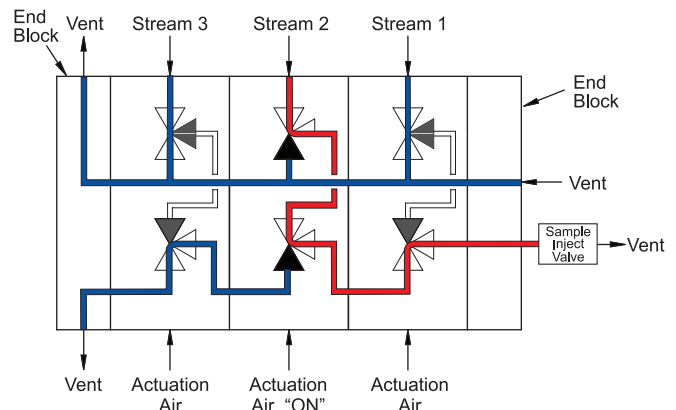 End
Block
Vent
Stream 3
Stream 2
Stream 1
End
Block
Vent
Sample
Inject
Valve
Vent
Vent
Actuation
Air
Actuation
Air "ON"
Actuation
Air